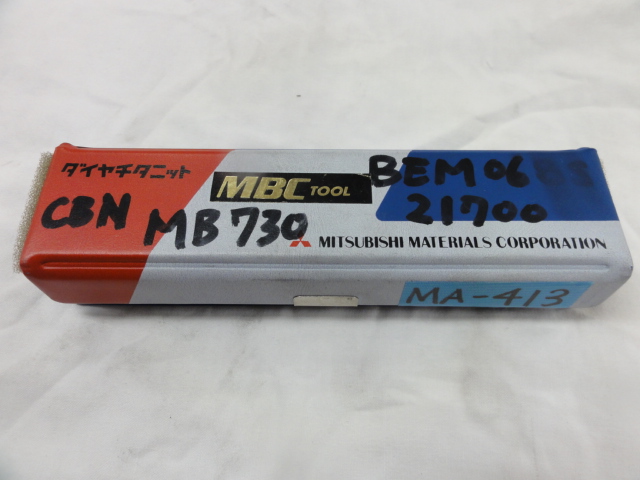 ダイヤチタニット
MBC TOOL
BEM06
CBN
MB730
21700
MITSUBISHI MATERIALS CORPORATION
MA-413